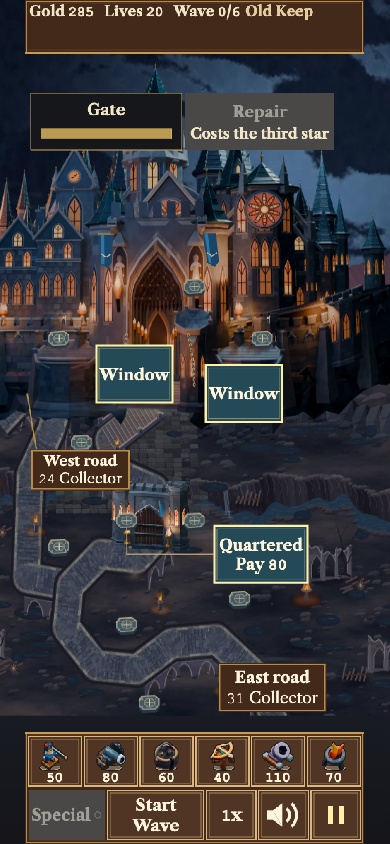 Gold 285 Lives 20 Wave 0/6 Old Keep
Gate
Repair
Costs the third star
Window
Window
West road
24 Collector
Quartered
Pay 80
East road
31 Collector
50 80 60 40 110 70
Special
Start
Wave
1x